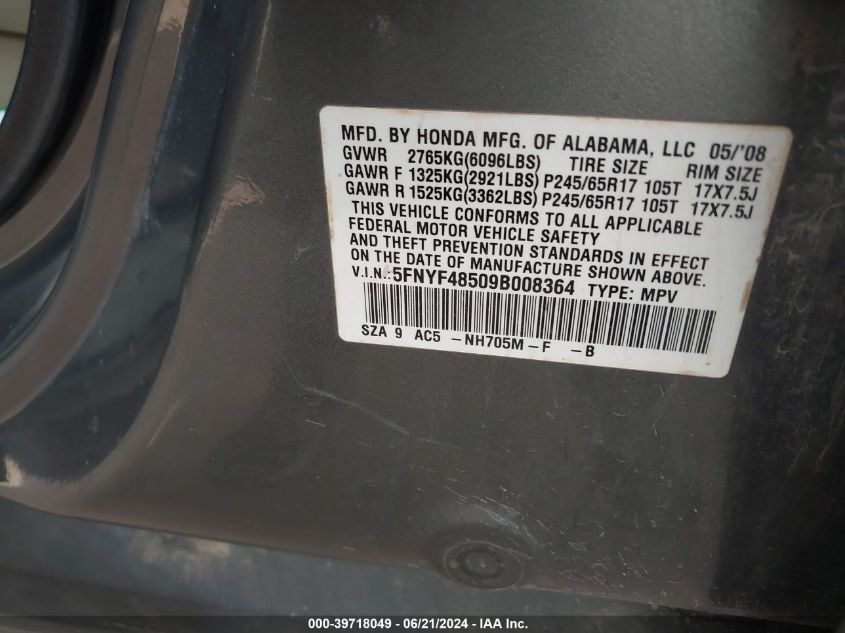 MFD. BY HONDA MFG. OF ALABAMA, LLC 05/'08
GVWR 2765KG(6096LBS) TIRE SIZE RIM SIZE
GAWR F 1325KG(2921LBS) P245/65R17 105T 17X7.5J
GAWR R 1525KG(3362LBS) P245/65R17 105T 17X7.5J
THIS VEHICLE CONFORMS TO ALL APPLICABLE
FEDERAL MOTOR VEHICLE SAFETY
AND THEFT PREVENTION STANDARDS IN EFFECT
ON THE DATE OF MANUFACTURE SHOWN ABOVE.
V.I.N.:5FNYF48509B008364 TYPE: MPV
SZA 9 AC5 -NH705M-F -B
000-39718049 - 06/21/2024 - IAA Inc.